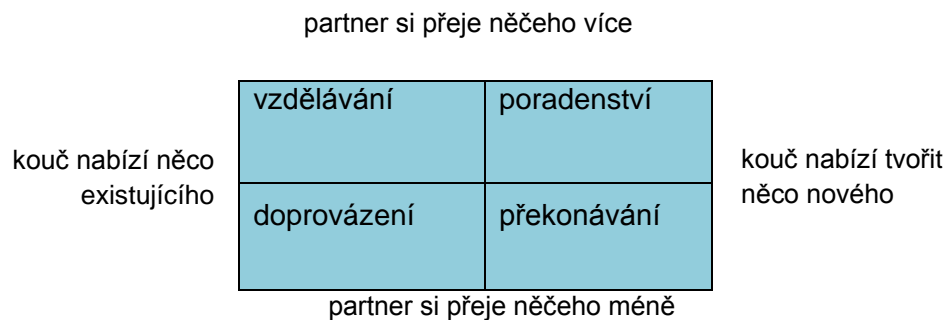 partner si přeje něčeho více
vzdělávání
poradenství
kouč nabízí něco
existujícího
kouč nabízí tvořit
něco nového
doprovázení
překonávání
partner si přeje něčeho méně